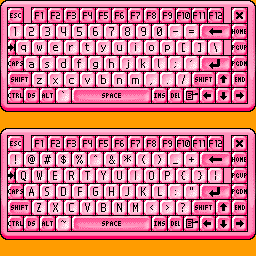 ESC F1 F2 F3 F4 F5 F6 F7 F8 F9 F10 F11 F12
1 2 3 4 5 6 7 8 9 0 - = HOME
q w e r t y u i o p [ ] \ PGUP
CAPS a s d f g h j k l ; ' PGDN
SHIFT z x c v b n m , . / SHIFT END
CTRL DS ALT ` SPACE INS DEL
ESC F1 F2 F3 F4 F5 F6 F7 F8 F9 F10 F11 F12
! @ # $ % ^ & * ( ) _ + HOME
Q W E R T Y U I O P { } | PGUP
CAPS A S D F G H J K L : " PGDN
SHIFT Z X C V B N M < > ? SHIFT END
CTRL DS ALT ~ SPACE INS DEL